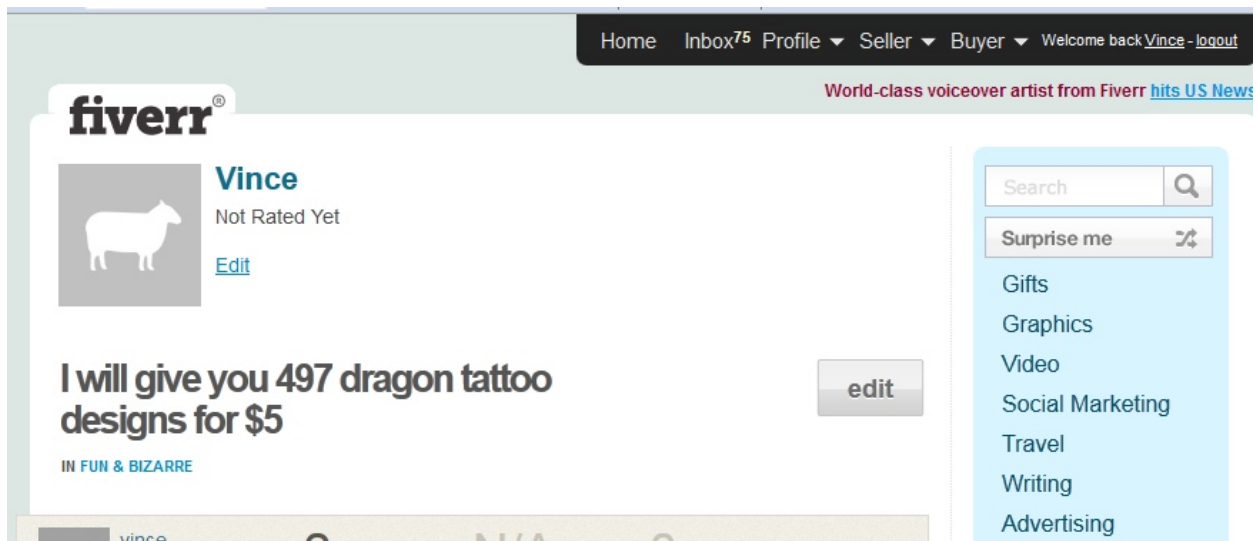 Home Inbox75 Profile Seller Buyer Welcome back Vince - logout
World-class voiceover artist from Fiverr hits US News
fiverr®
Vince
Not Rated Yet
Edit
I will give you 497 dragon tattoo
designs for $5
edit
IN FUN & BIZARRE
Search
Surprise me
Gifts
Graphics
Video
Social Marketing
Travel
Writing
Advertising
vince
N/A